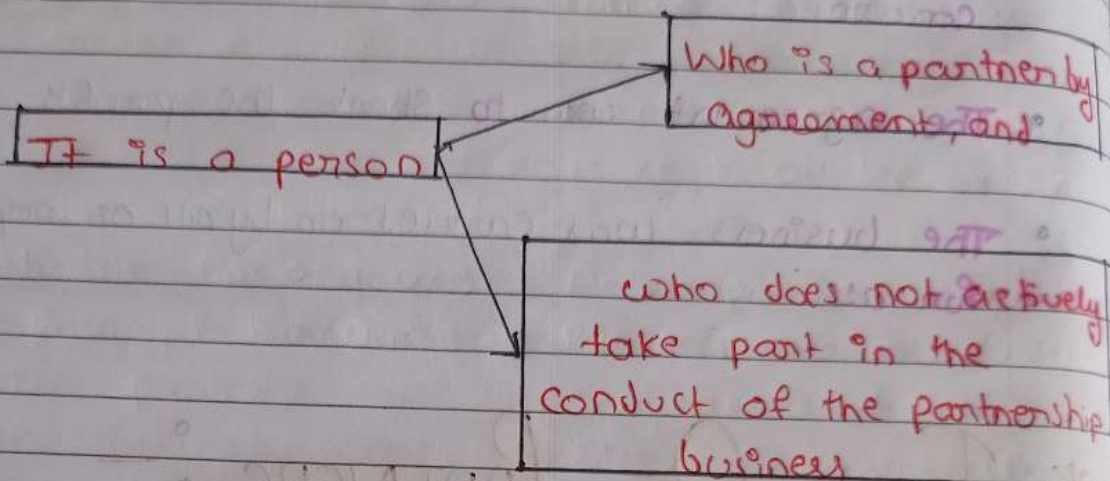 It is a person
Who is a partner by
agreament, and
who does not actively
take part in the
conduct of the partnership
business